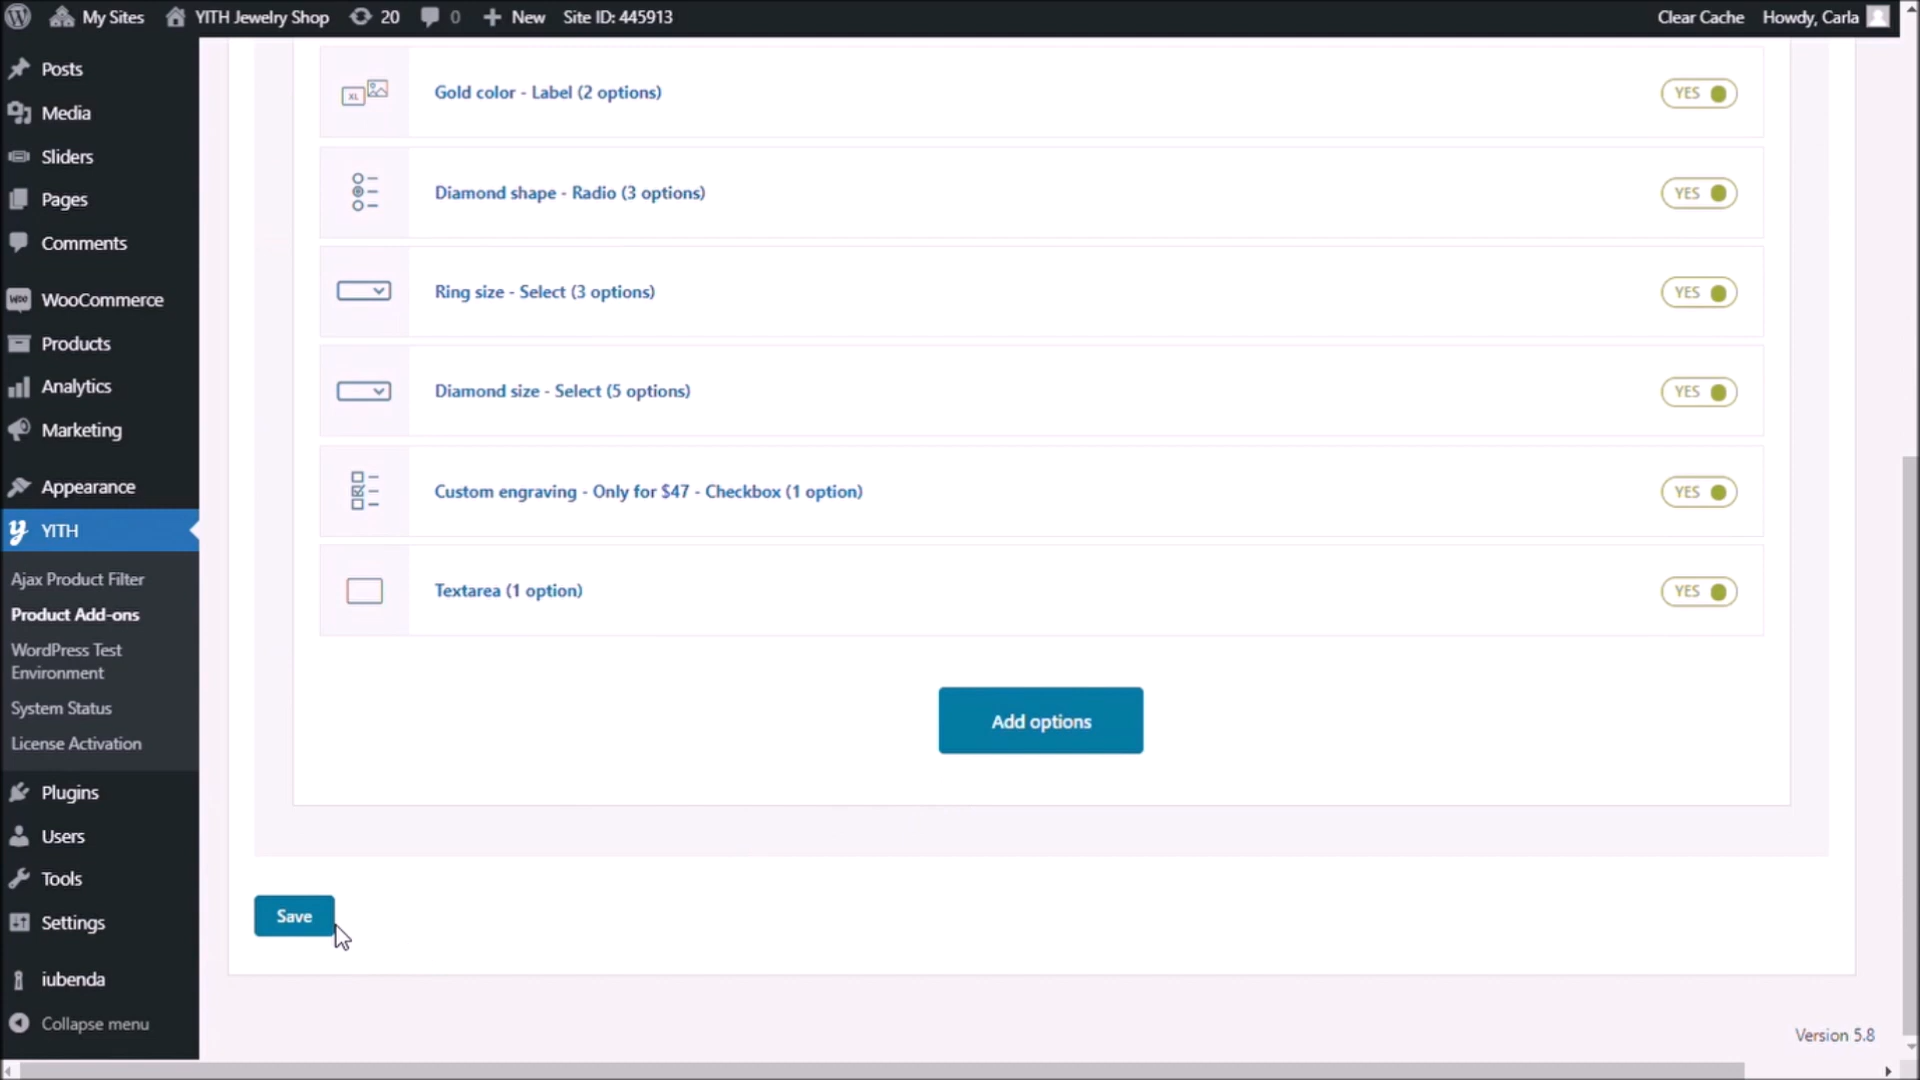 My Sites YITH Jewelry Shop 20 0 New Site ID: 445913 Clear Cache Howdy, Carla
Posts
Media
Sliders
Pages
Comments
WooCommerce
Products
Analytics
Marketing
Appearance
YITH
Ajax Product Filter
Product Add-ons
WordPress Test
Environment
System Status
License Activation
Plugins
Users
Tools
Settings
iubenda
Collapse menu
XL Gold color - Label (2 options) YES
Diamond shape - Radio (3 options) YES
Ring size - Select (3 options) YES
Diamond size - Select (5 options) YES
Custom engraving - Only for $47 - Checkbox (1 option) YES
Textarea (1 option) YES
Add options
Save
Version 5.8